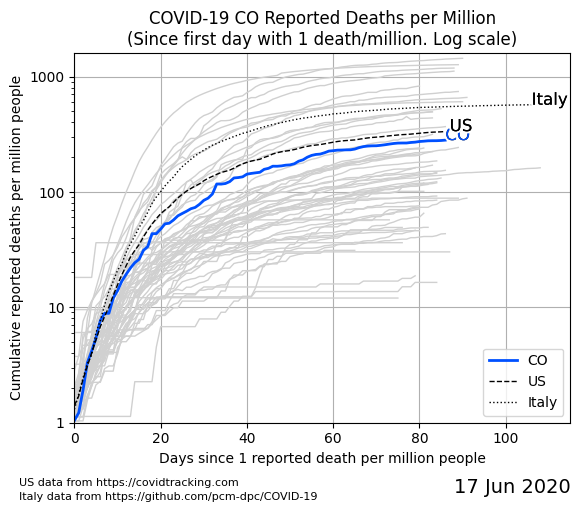 COVID-19 CO Reported Deaths per Million
(Since first day with 1 death/million. Log scale)
Cumulative reported deaths per million people
1000
100
10
1
Italy
US
CO
CO
US
Italy
0 20 40 60 80 100
Days since 1 reported death per million people
US data from https://covidtracking.com
Italy data from https://github.com/pcm-dpc/COVID-19
17 Jun 2020